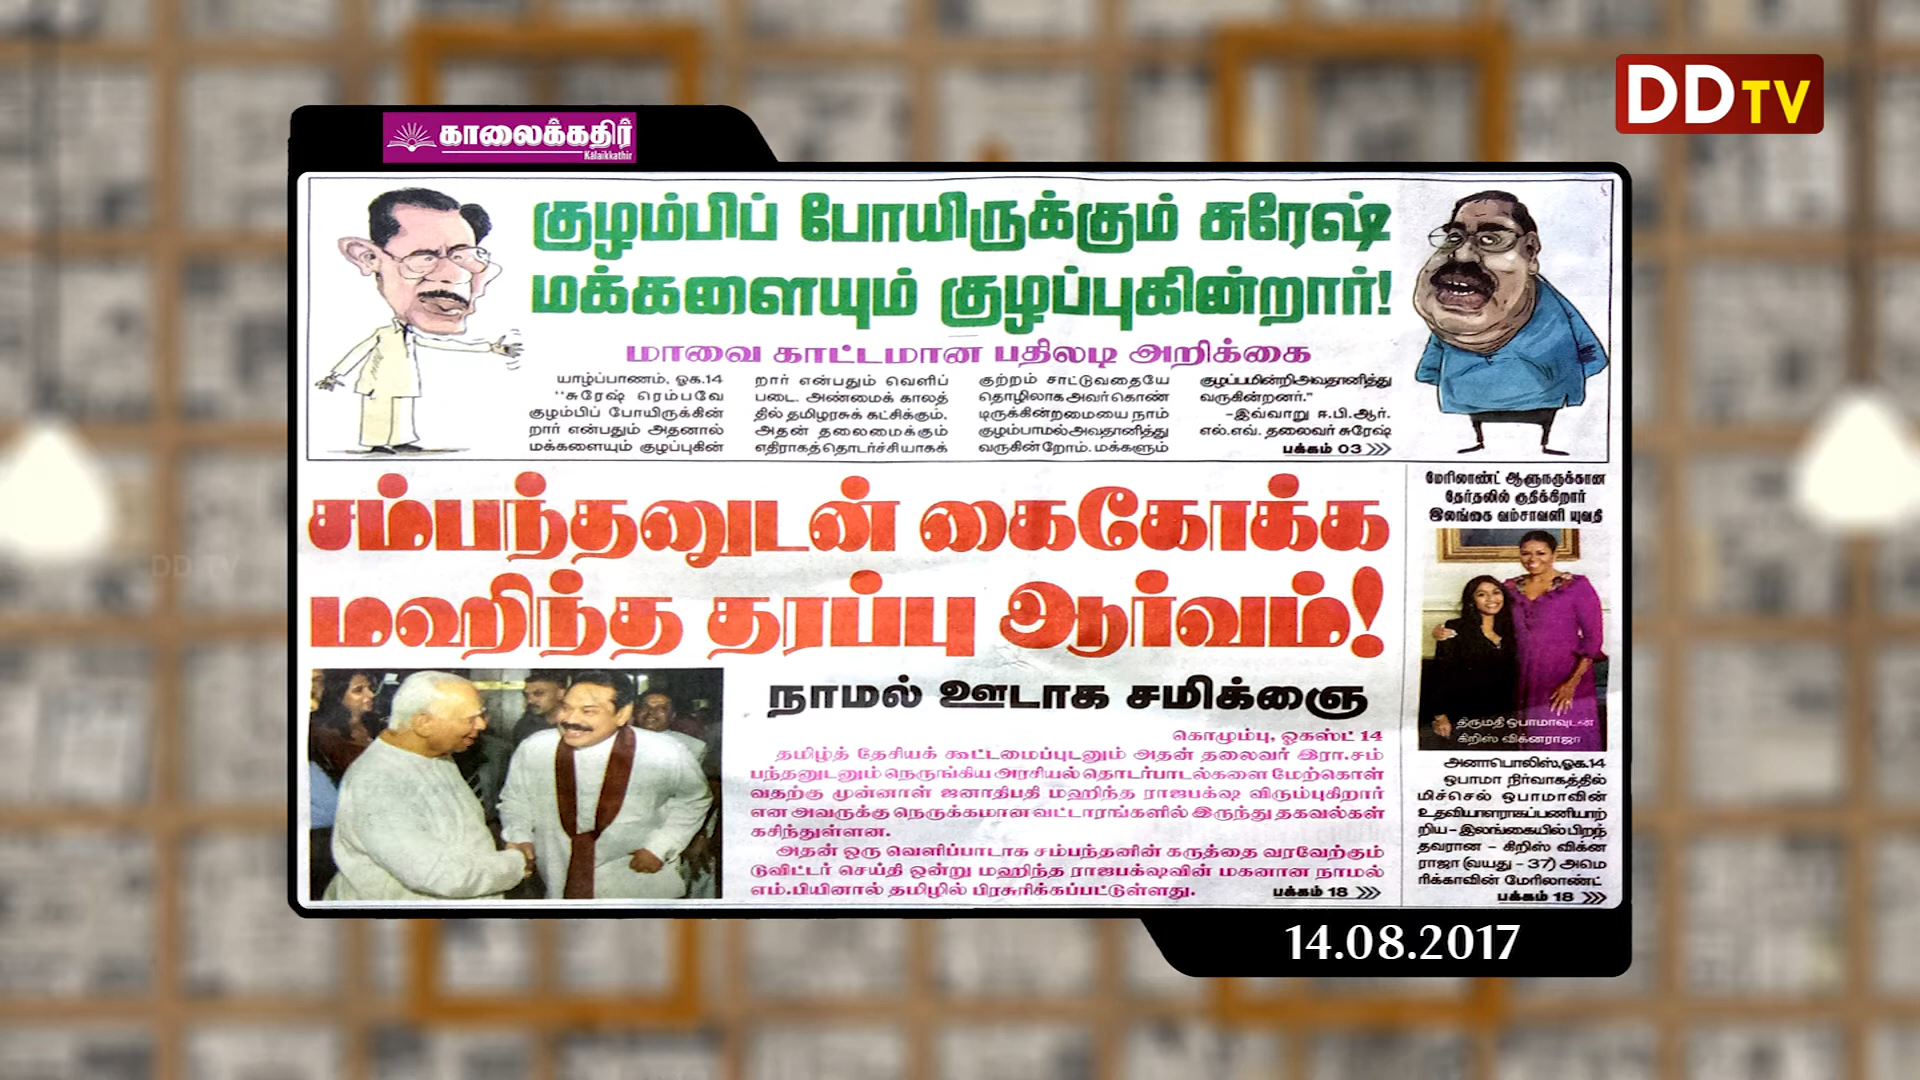 DDTV
காலைக்கதிர்
Kalaikkathir
குழம்பிப் போயிருக்கும் சுரேஷ்
மக்களையும் குழப்புகின்றார்!
மாவை காட்டமான பதிலடி அறிக்கை
யாழ்ப்பாணம், ஓக.14
"சுரேஷ் ரெம்பவே
குழம்பிப் போயிருக்கின்
றார் என்பதும் அதனால்
மக்களையும் குழப்புகின்
றார் என்பதும் வெளிப்
படை. அண்மைக் காலத்
தில் தமிழரசுக் கட்சிக்கும்,
அதன் தலைமைக்கும்
எதிராகத் தொடர்ச்சியாகக்
குற்றம் சாட்டுவதையே
தொழிலாக அவர் கொண்
டிருக்கின்றமையை நாம்
குழம்பாமல் அவதானித்து
வருகின்றோம். மக்களும்
குழப்பமின்றி அவதானித்து
வருகின்றனர்."
-இவ்வாறு ஈ.பி.ஆர்.
எல்.எவ். தலைவர் சுரேஷ்
பக்கம் 03
சம்பந்தனுடன் கைகோக்க
மஹிந்த தரப்பு ஆர்வம்!
நாமல் ஊடாக சமிக்ஞை
கொழும்பு, ஓகஸ்ட் 14
தமிழ்த் தேசியக் கூட்டமைப்புடனும் அதன் தலைவர் இரா.சம்
பந்தனுடனும் நெருங்கிய அரசியல் தொடர்பாடல்களை மேற்கொள்
வதற்கு முன்னாள் ஜனாதிபதி மஹிந்த ராஜபக்ஷ விரும்புகிறார்
என அவருக்கு நெருக்கமான வட்டாரங்களில் இருந்து தகவல்கள்
கசிந்துள்ளன.
அதன் ஒரு வெளிப்பாடாக சம்பந்தனின் கருத்தை வரவேற்கும்
டுவிட்டர் செய்தி ஒன்று மஹிந்த ராஜபக்ஷவின் மகனான நாமல்
எம்.பியினால் தமிழில் பிரசுரிக்கப்பட்டுள்ளது.
பக்கம் 18
மேரிலாண்ட் ஆளுநருக்கான
தேர்தலில் குதிக்கிறார்
இலங்கை வம்சாவளி யுவதி
திருமதி ஒபாமாவுடன்
கிறிஸ் விக்னராஜா
அனாபொலிஸ்,ஓக.14
ஒபாமா நிர்வாகத்தில்
மிச்செல் ஒபாமாவின்
உதவியாளராகப் பணியாற்
றிய - இலங்கையில் பிறந்
தவரான - கிறிஸ் விக்ன
ராஜா (வயது - 37) அமெ
ரிக்காவின் மேரிலாண்ட்
பக்கம் 18
14.08.2017
DD TV